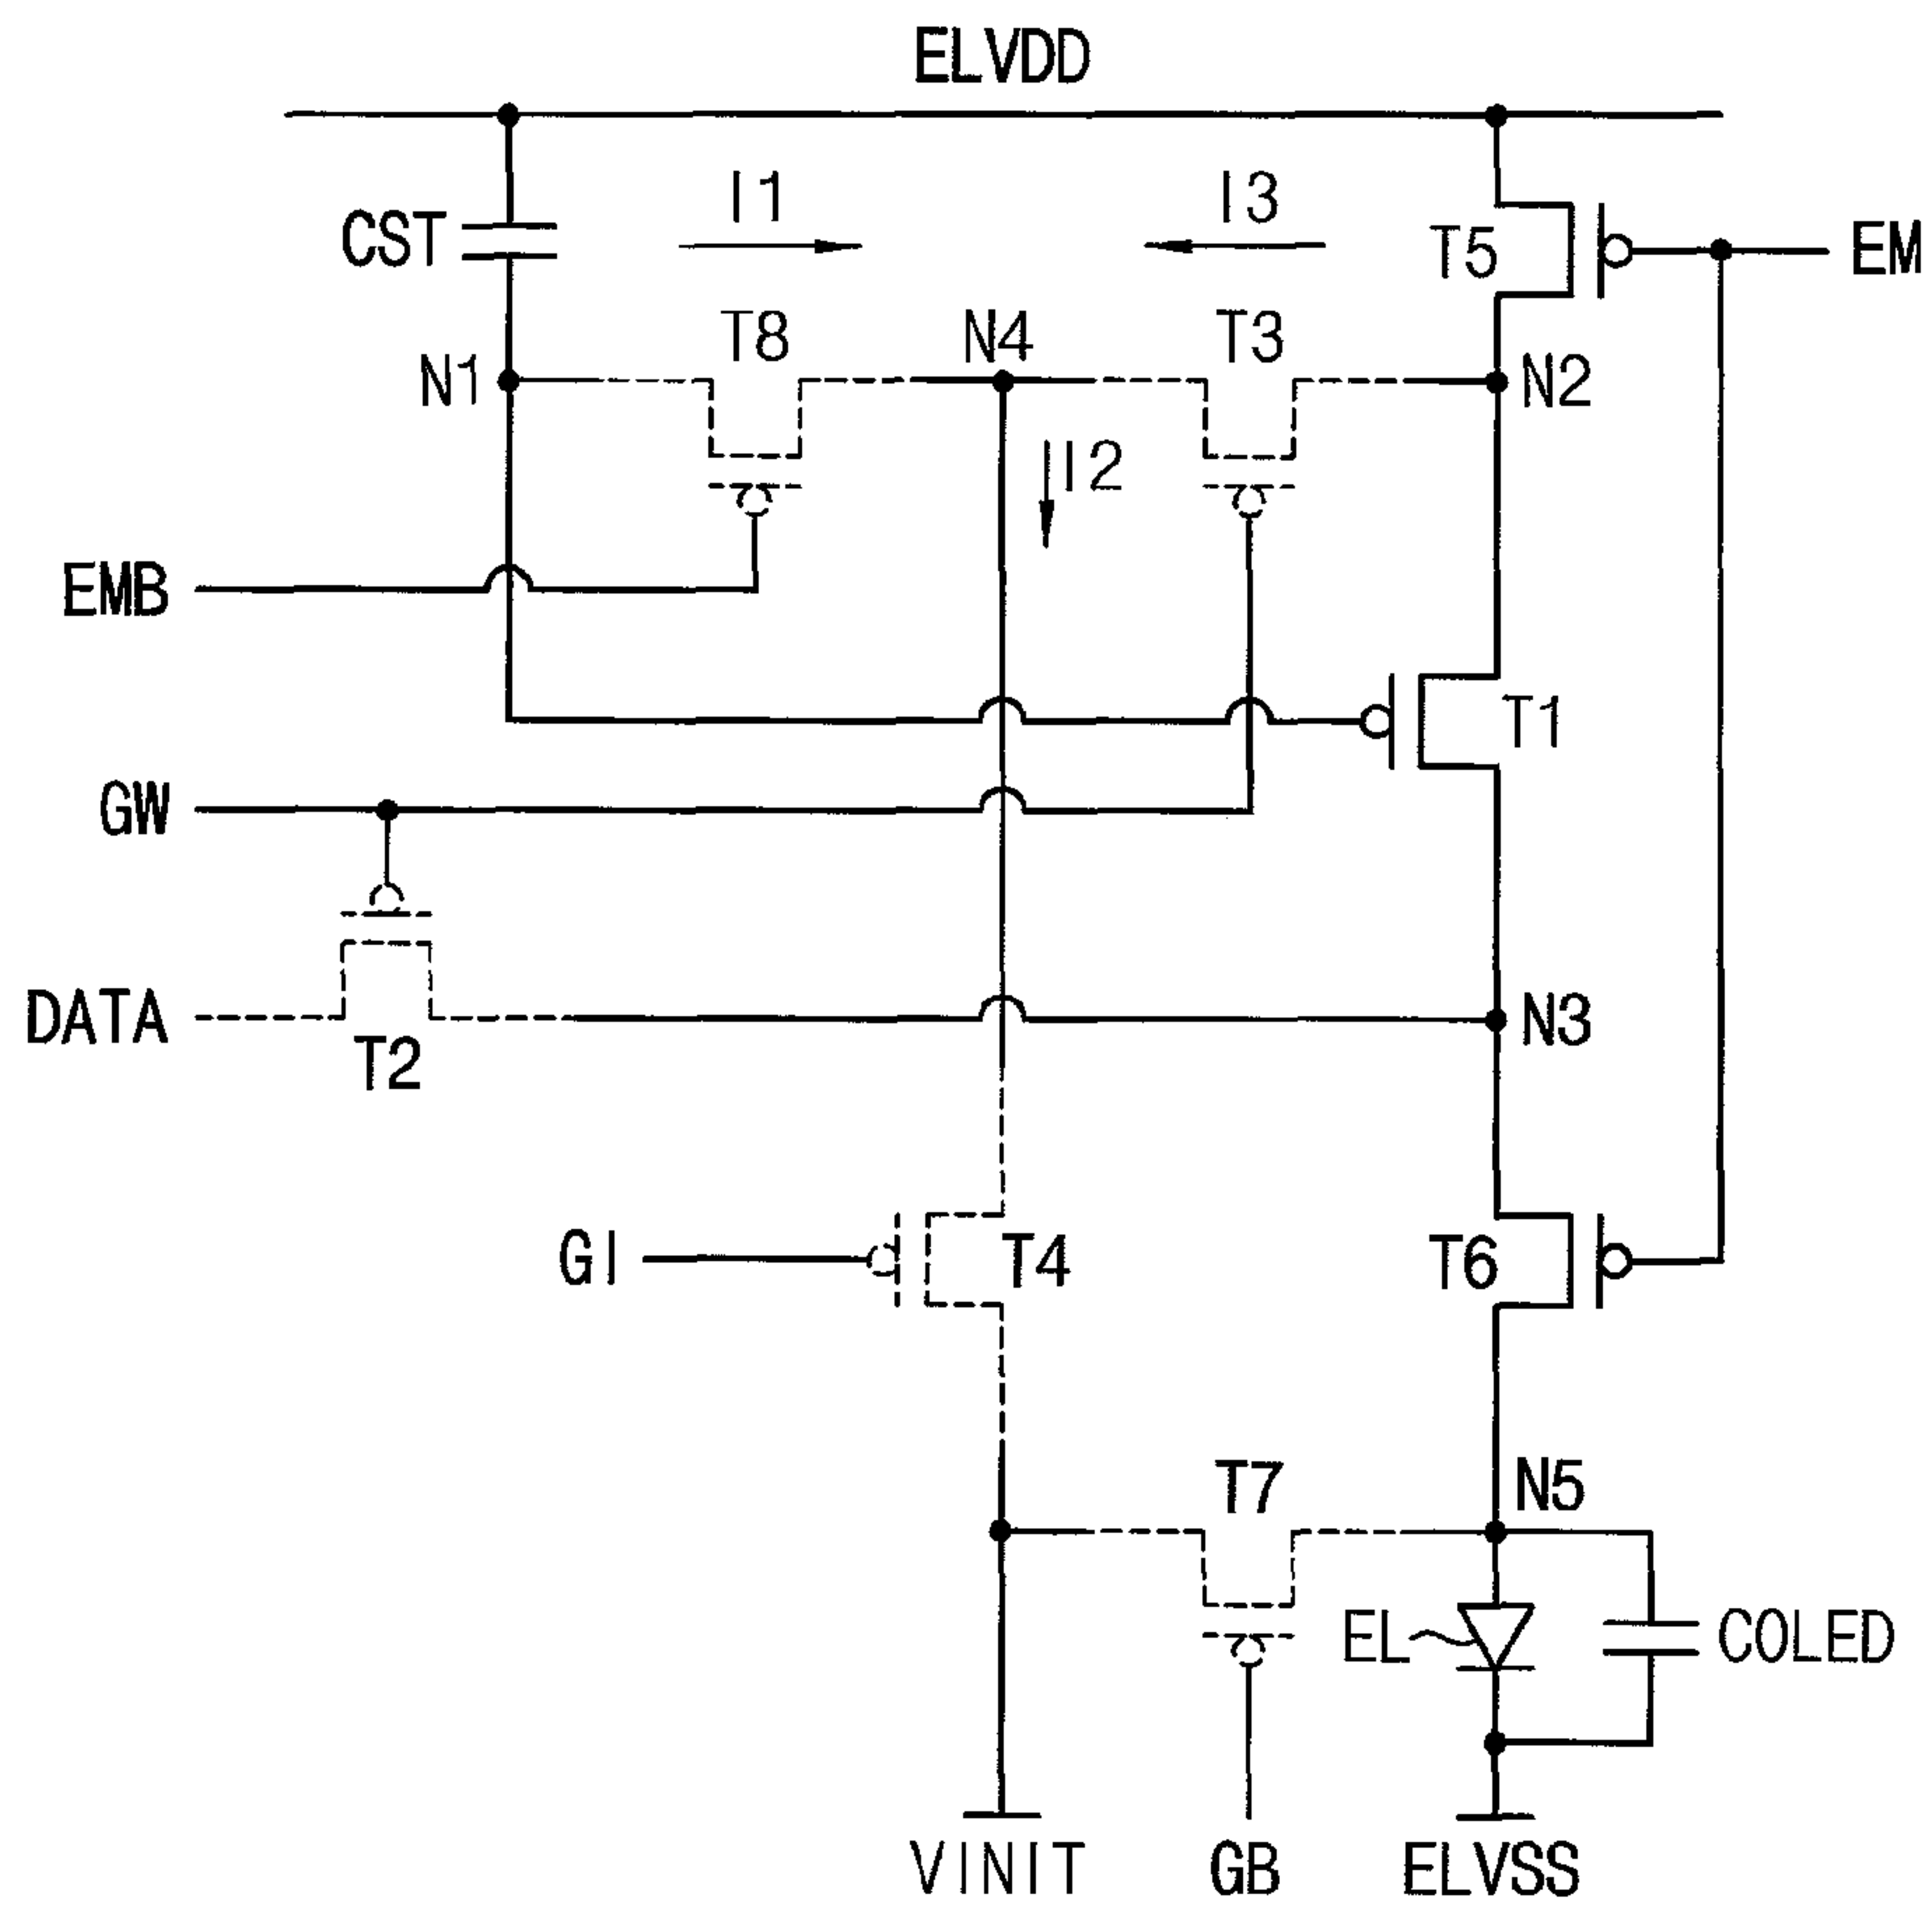 ELVDD
I1
I3
CST
T5
EM
T8
N4
T3
N1
N2
I2
EMB
T1
GW
DATA
N3
T2
GI
T4
T6
T7
N5
EL
COLED
VINIT
GB
ELVSS